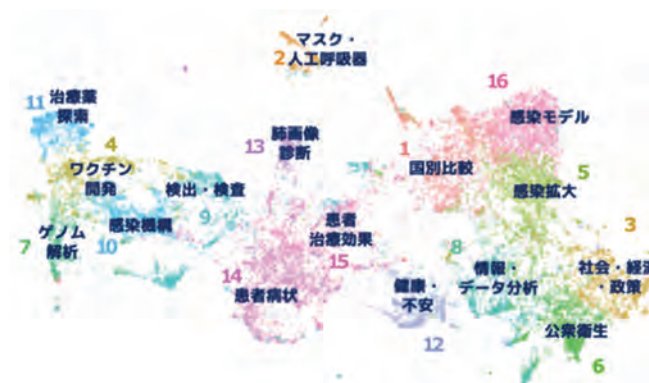 マスク・
2 人工呼吸器
16
11 治療薬
探索
感染モデル
4
13 肺画像
診断
1
国別比較
ワクチン
開発
検出・検査
5
感染拡大
3
9
7 ゲノム
解析
10
感染機構
患者
治療効果
8
14
15
患者病状
健康・
不安
情報・
データ分析
社会・経済
・政策
12
公衆衛生
6